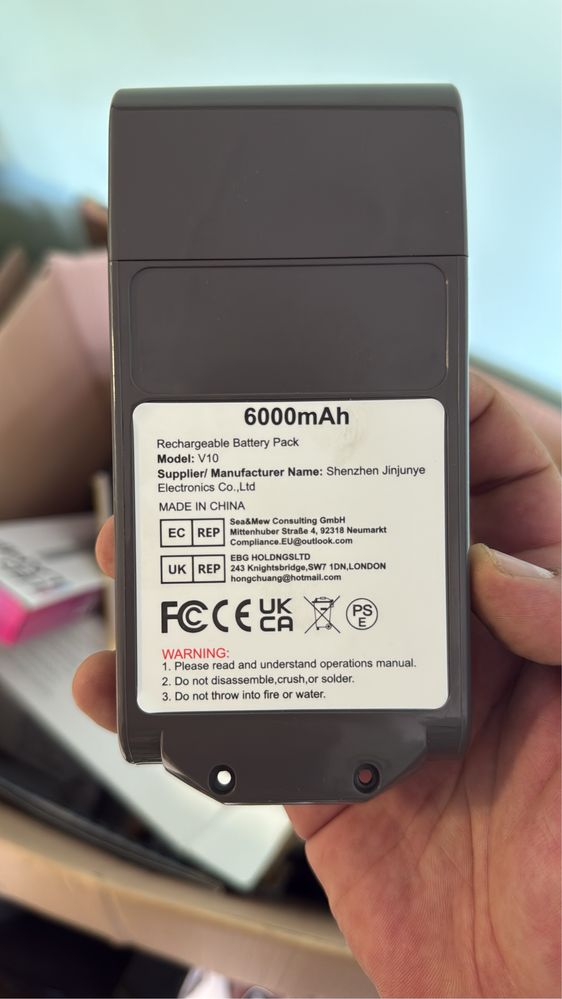 6000mAh
Rechargeable Battery Pack
Model: V10
Supplier/ Manufacturer Name: Shenzhen Jinjunye
Electronics Co.,Ltd
MADE IN CHINA
EC REP
Sea&Mew Consulting GmbH
Mittenhuber Straße 4, 92318 Neumarkt
Compliance.EU@outlook.com
UK REP
EBG HOLDNGSLTD
243 Knightsbridge,SW7 1DN,LONDON
hongchuang@hotmail.com
FC CE UK CA PS E
WARNING:
1. Please read and understand operations manual.
2. Do not disassemble,crush,or solder.
3. Do not throw into fire or water.